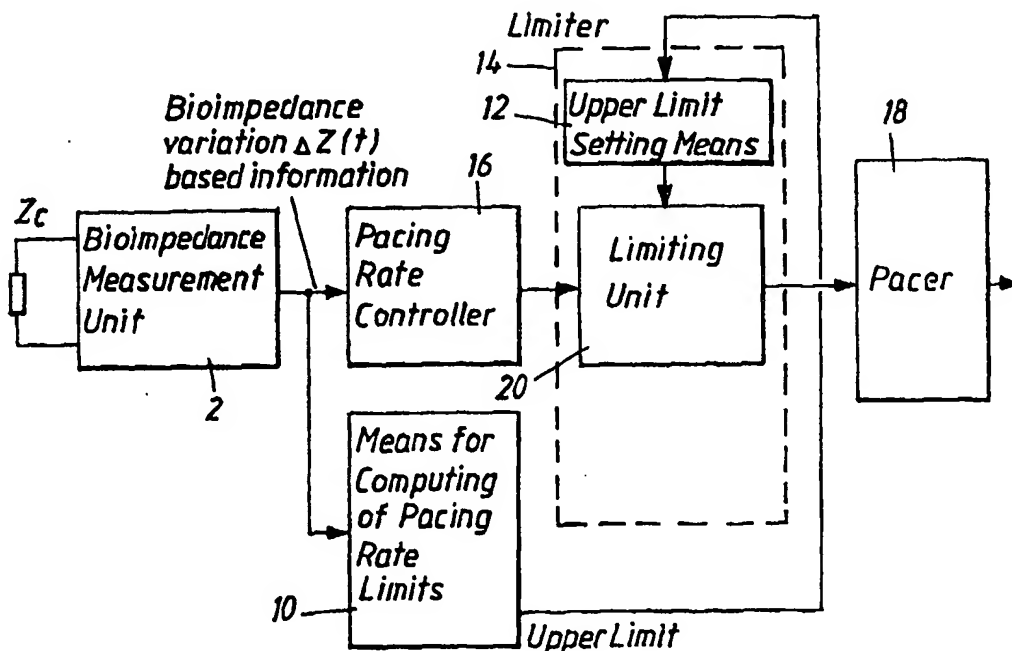 Limiter
14
Bioimpedance
variation Δ Z (t)
based information
12
Upper Limit
Setting Means
18
16
Zc
Bioimpedance
Measurement
Unit
Pacing
Rate
Controller
Limiting
Unit
Pacer
2
20
Means for
Computing
of Pacing
Rate
Limits
10
Upper Limit